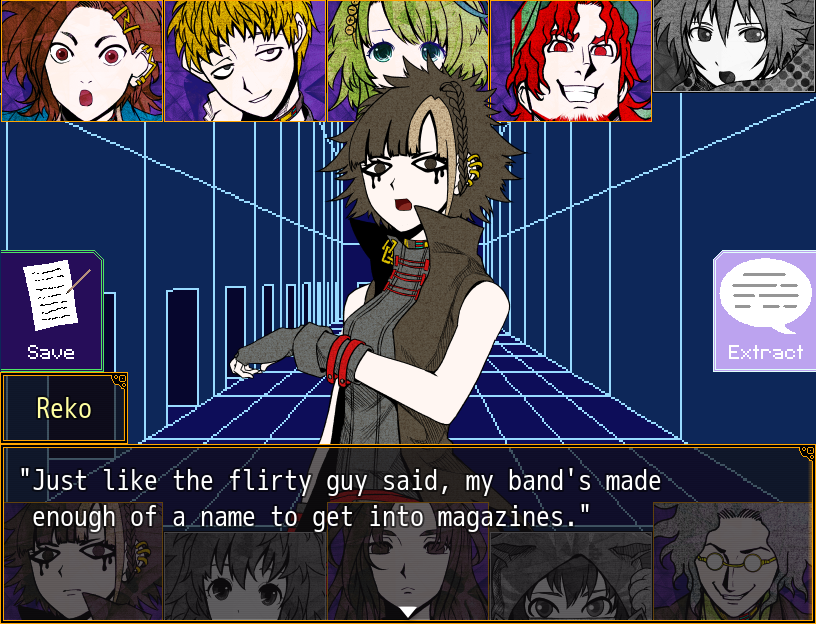 Save
Extract
Reko
"Just like the flirty guy said, my band's made
enough of a name to get into magazines."